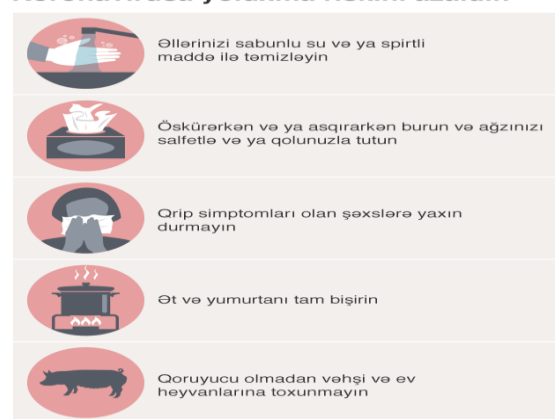 Əllərinizi sabunlu su və ya spirtli
maddə ilə təmizləyin
Öskürərkən və ya asqırarkən burun və ağzınızı
salfetlə və ya qolunuzla tutun
Qrip simptomları olan şəxslərə yaxın
durmayın
Ət və yumurtanı tam bişirin
Qoruyucu olmadan vəhşi və ev
heyvanlarına toxunmayın